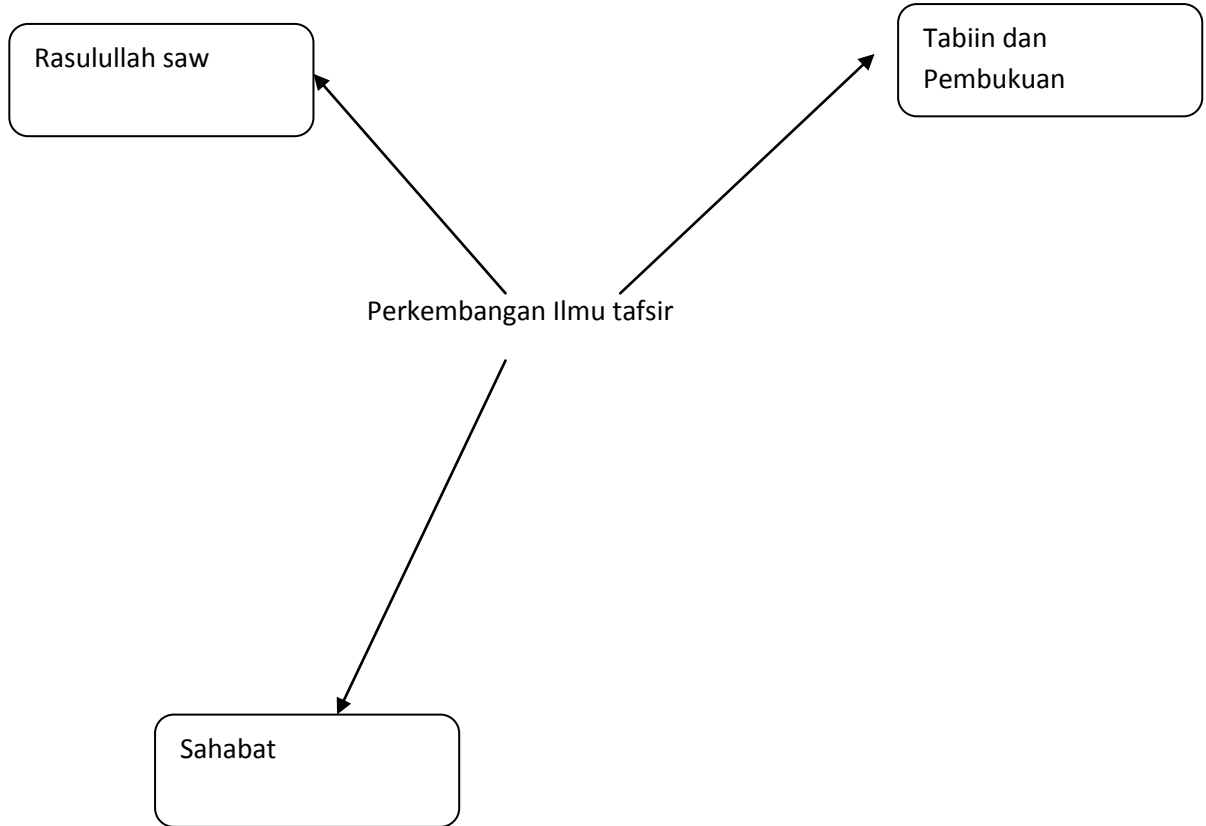 Rasulullah saw
Tabiin dan
Pembukuan
Perkembangan Ilmu tafsir
Sahabat